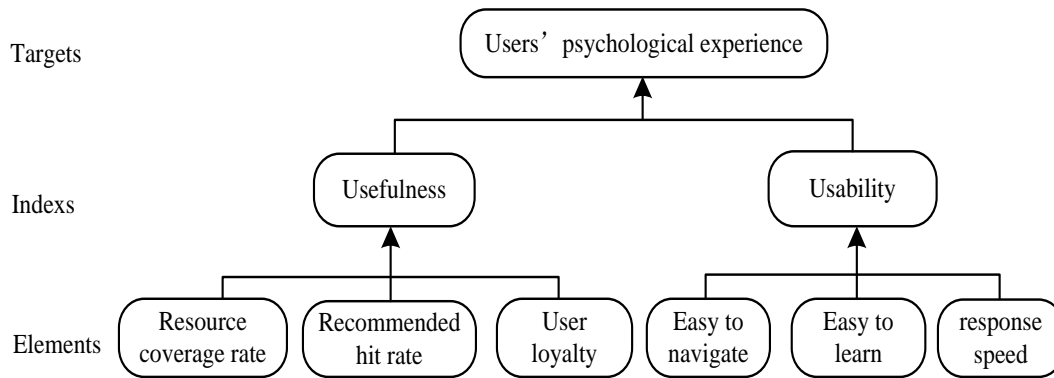 Targets
Users’ psychological experience
Indexs
Usefulness
Usability
Elements
Resource
coverage rate
Recommended
hit rate
User
loyalty
Easy to
navigate
Easy to
learn
response
speed